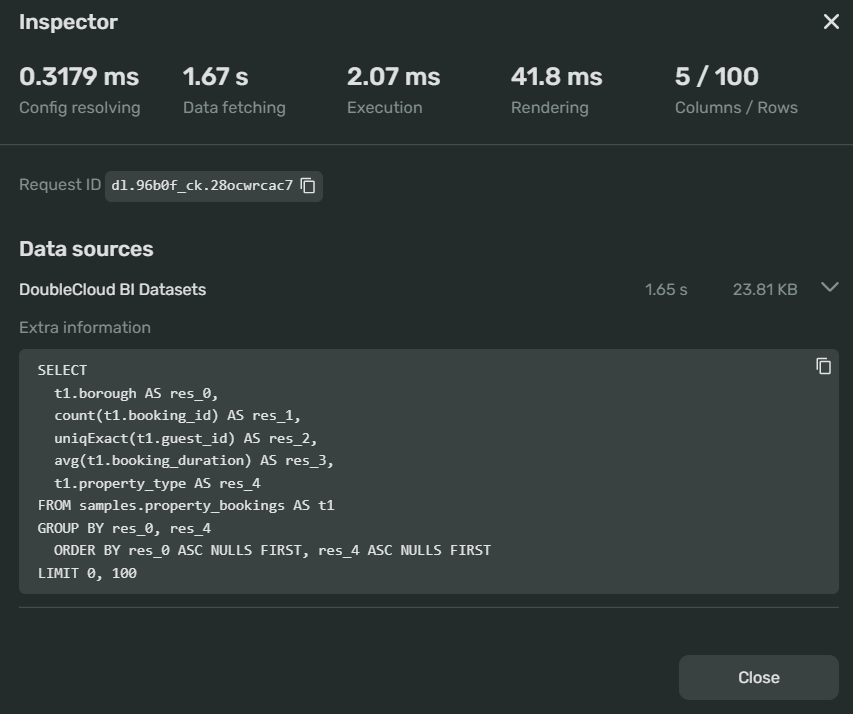 Inspector
0.3179 ms 1.67 s 2.07 ms 41.8 ms 5 / 100
Config resolving Data fetching Execution Rendering Columns / Rows
Request ID dl.96b0f_ck.28ocwrcac7
Data sources
DoubleCloud BI Datasets 1.65 s 23.81 KB
Extra information
SELECT
t1.borough AS res_0,
count(t1.booking_id) AS res_1,
uniqExact(t1.guest_id) AS res_2,
avg(t1.booking_duration) AS res_3,
t1.property_type AS res_4
FROM samples.property_bookings AS t1
GROUP BY res_0, res_4
ORDER BY res_0 ASC NULLS FIRST, res_4 ASC NULLS FIRST
LIMIT 0, 100
Close